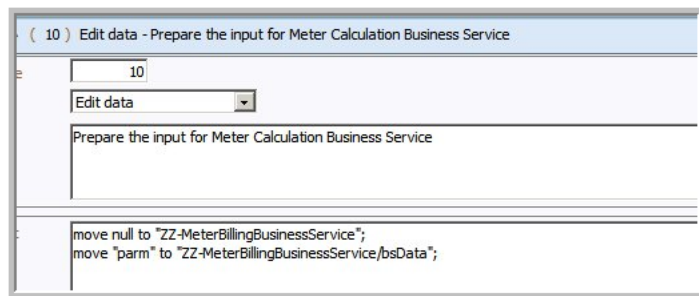 ( 10 ) Edit data - Prepare the input for Meter Calculation Business Service
10
Edit data
Prepare the input for Meter Calculation Business Service
move null to "ZZ-MeterBillingBusinessService";
move "parm" to "ZZ-MeterBillingBusinessService/bsData";